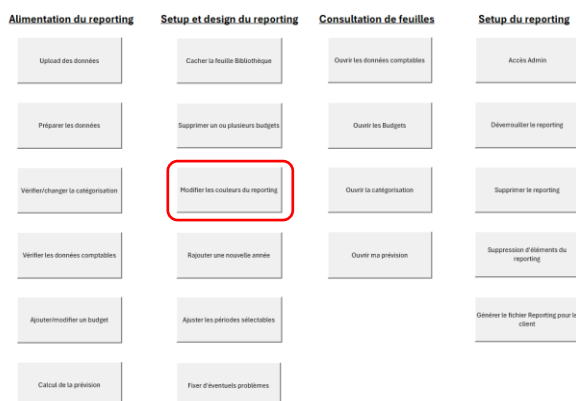 Alimentation du reporting
Setup et design du reporting
Consultation de feuilles
Setup du reporting
Upload des données
Cacher la feuille Bibliothèque
Ouvrir les données comptables
Accès Admin
Préparer les données
Supprimer un ou plusieurs budgets
Ouvrir les Budgets
Déverrouiller le reporting
Vérifier/changer la catégorisation
Modifier les couleurs du reporting
Ouvrir la catégorisation
Supprimer le reporting
Vérifier les données comptables
Rajouter une nouvelle année
Ouvrir ma prévision
Suppression d'éléments du
reporting
Ajouter/modifier un budget
Ajuster les périodes sélectables
Générer le fichier Reporting pour le
client
Calcul de la prévision
Fixer d'éventuels problèmes